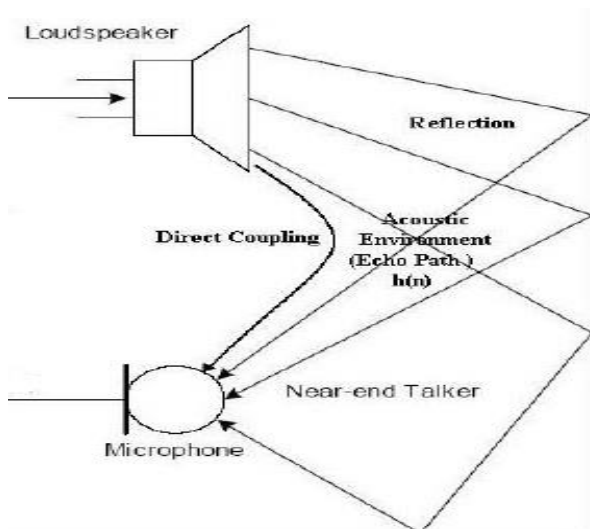 Loudspeaker
Reflection
Direct Coupling
Acoustic
Environment
(Echo Path )
h(n)
Near-end Talker
Microphone